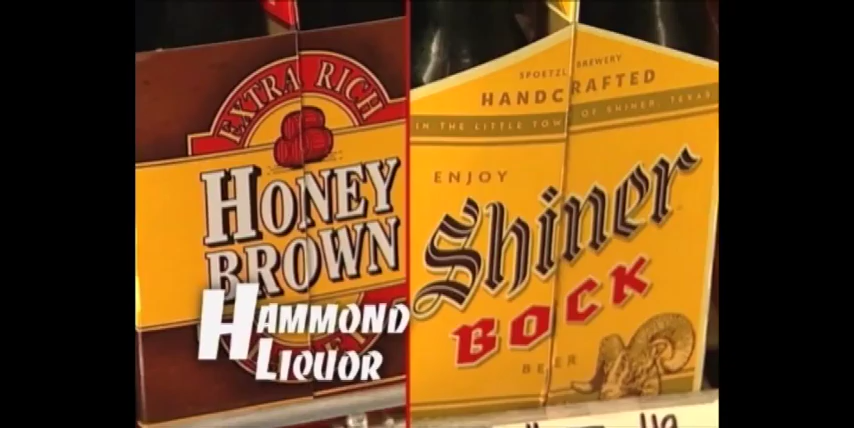 EXTRA RICH
HONEY
BROWN
HAMMOND
LIQUOR
SPOETZL BREWERY
HANDCRAFTED
IN THE LITTLE TOWN OF SHINER, TEXAS
ENJOY
Shiner
BOCK
BEER